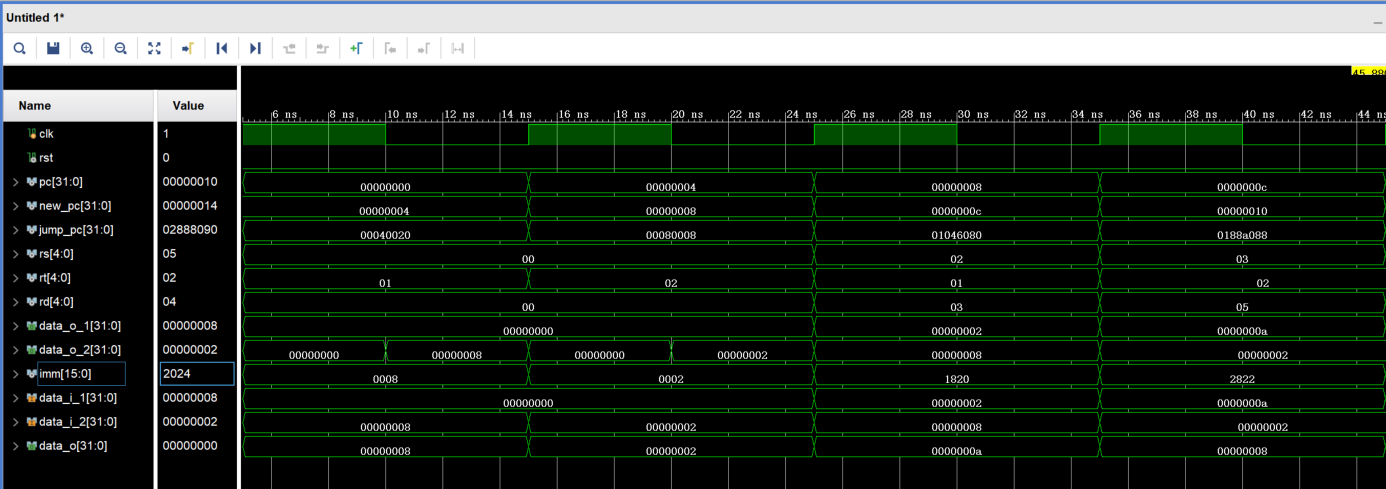 Untitled 1*
45.880
Name Value
6 ns 8 ns 10 ns 12 ns 14 ns 16 ns 18 ns 20 ns 22 ns 24 ns 26 ns 28 ns 30 ns 32 ns 34 ns 36 ns 38 ns 40 ns 42 ns 44 ns
clk 1
rst 0
pc[31:0] 00000010 00000000 00000004 00000008 0000000c
new_pc[31:0] 00000014 00000004 00000008 0000000c 00000010
jump_pc[31:0] 02888090 00040020 00080008 01046080 0188a088
rs[4:0] 05 00 02 03
rt[4:0] 02 01 02 01 02
rd[4:0] 04 00 03 05
data_o_1[31:0] 00000008 00000000 00000002 0000000a
data_o_2[31:0] 00000002 00000000 00000008 00000000 00000002 00000008 00000002
imm[15:0] 2024 0008 0002 1820 2822
data_i_1[31:0] 00000008 00000000 00000002 0000000a
data_i_2[31:0] 00000002 00000008 00000002 00000008 00000002
data_o[31:0] 00000000 00000008 00000002 0000000a 00000008